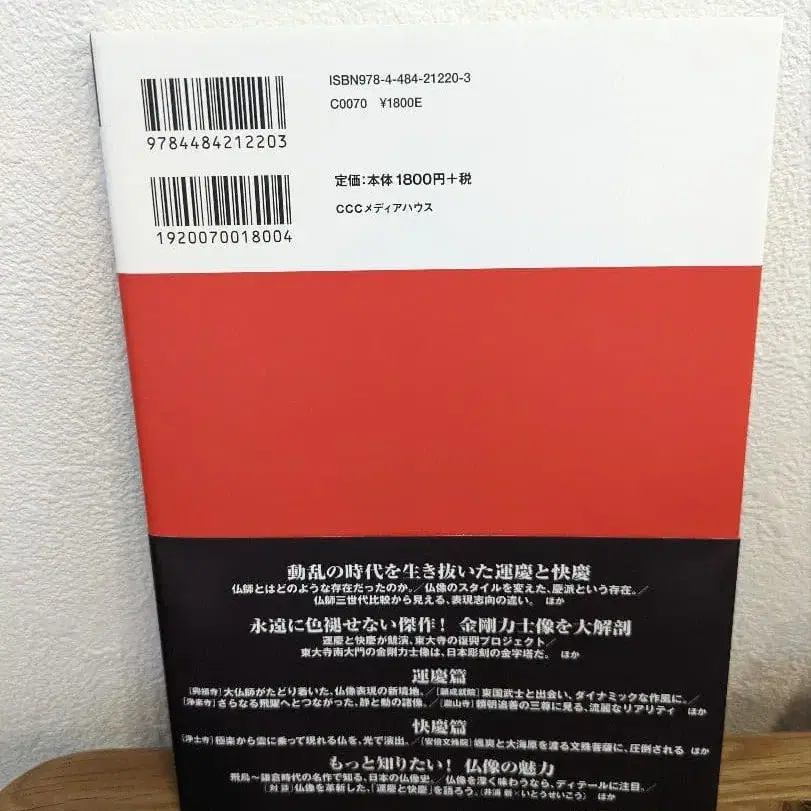 ISBN978-4-484-21220-3
C0070 ¥1800E
9784484212203
定価:本体1800円+税
CCCメディアハウス
1920070018004
動乱の時代を生き抜いた運慶と快慶
仏師とはどのような存在だったのか。/仏像のスタイルを変えた、慶派という存在。/
仏師三世代比較から見える、表現志向の違い。 ほか
永遠に色褪せない傑作! 金剛力士像を大解剖
運慶と快慶が競演、東大寺の復興プロジェクト/
東大寺南大門の金剛力士像は、日本彫刻の金字塔だ。 ほか
運慶篇
[興福寺]大仏師がたどり着いた、仏像表現の新境地。/[願成就院]東国武士と出会い、ダイナミックな作風に。/
[浄楽寺]さらなる飛躍へとつながった、静と動の諸像。/[瀧山寺]頼朝追善の三尊に見る、流麗なリアリティ ほか
快慶篇
[浄土寺]極楽から雲に乗って現れる仏を、光で演出。/[安倍文殊院]颯爽と大海原を渡る文殊菩薩に、圧倒される ほか
もっと知りたい! 仏像の魅力
飛鳥~鎌倉時代の名作で知る、日本の仏像史。/仏像を深く味わうなら、ディテールに注目。/
[対談]仏像を革新した、「運慶と快慶」を語ろう。(井浦 新×いとうせいこう) ほか